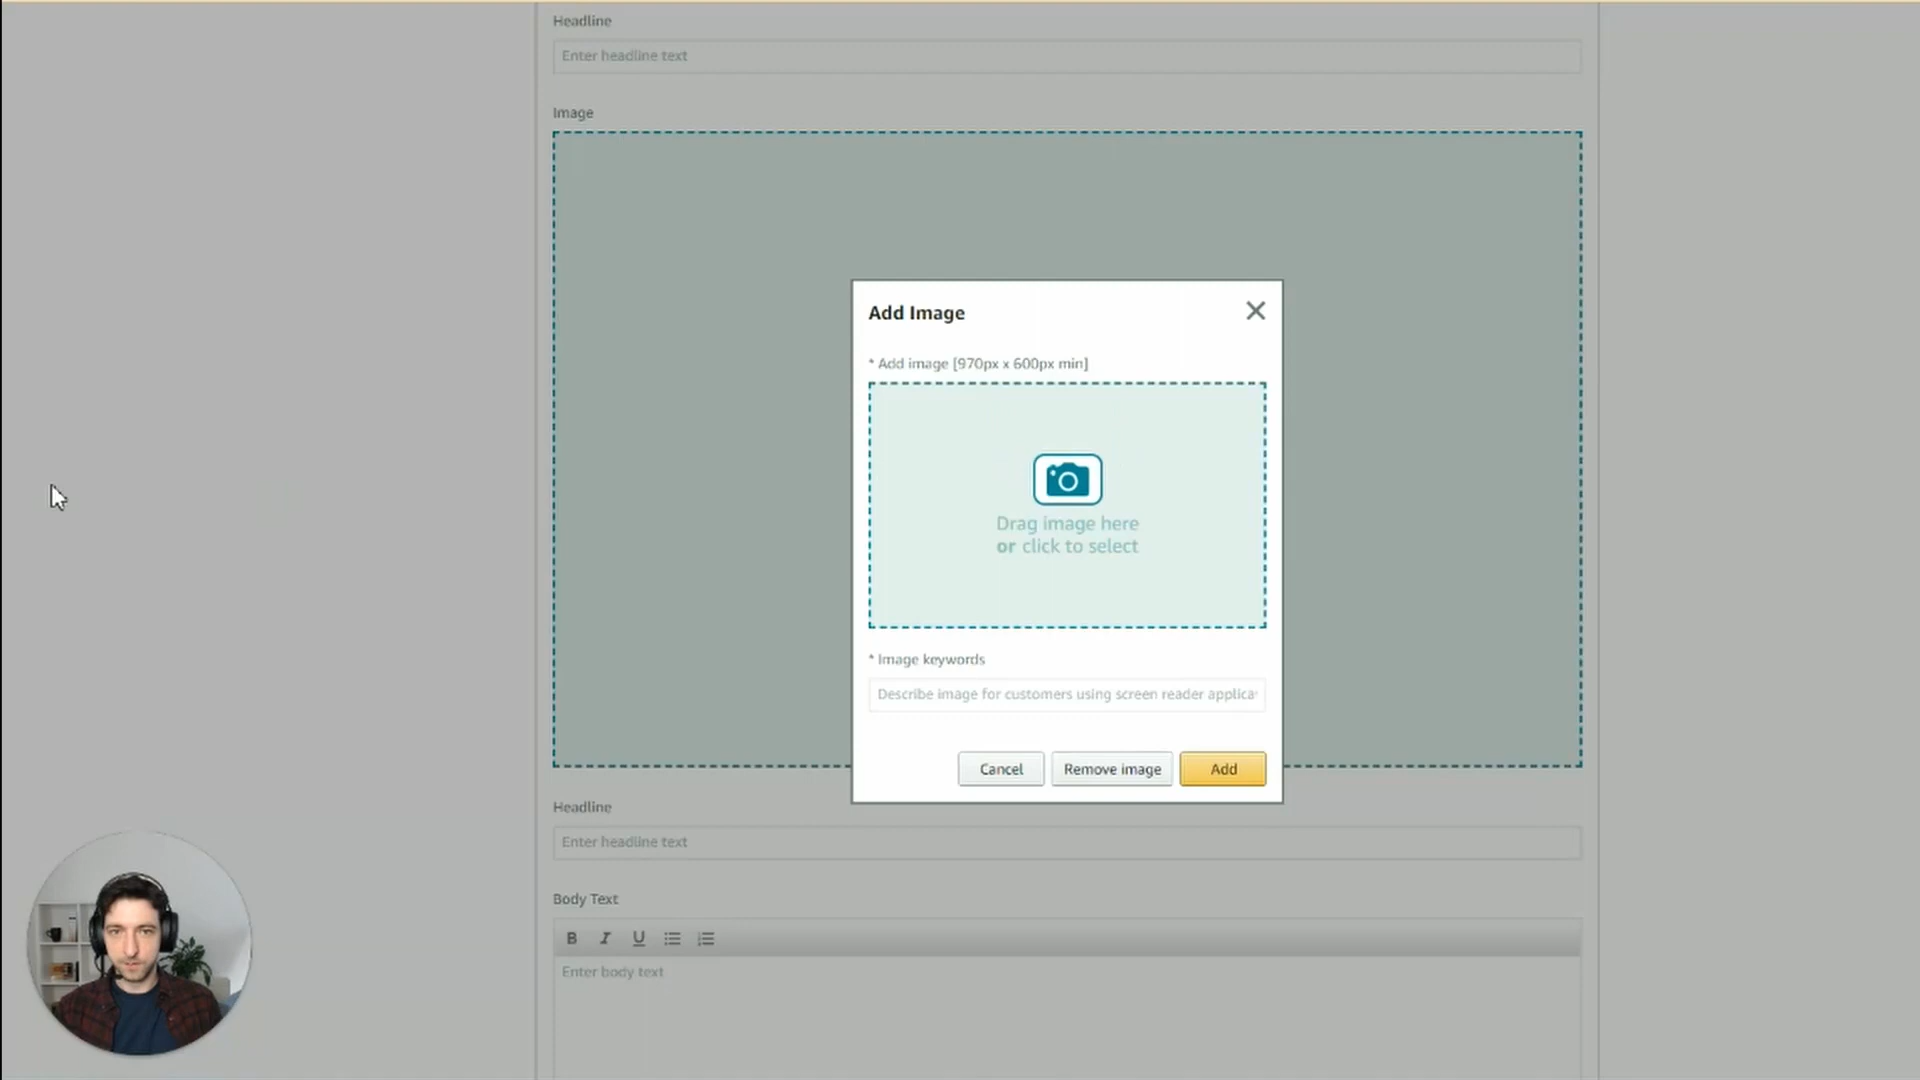 Headline
Enter headline text
Image
Add Image
* Add image [970px x 600px min]
Drag image here
or click to select
* Image keywords
Describe image for customers using screen reader applica
Cancel
Remove image
Add
Headline
Enter headline text
Body Text
B I U
Enter body text